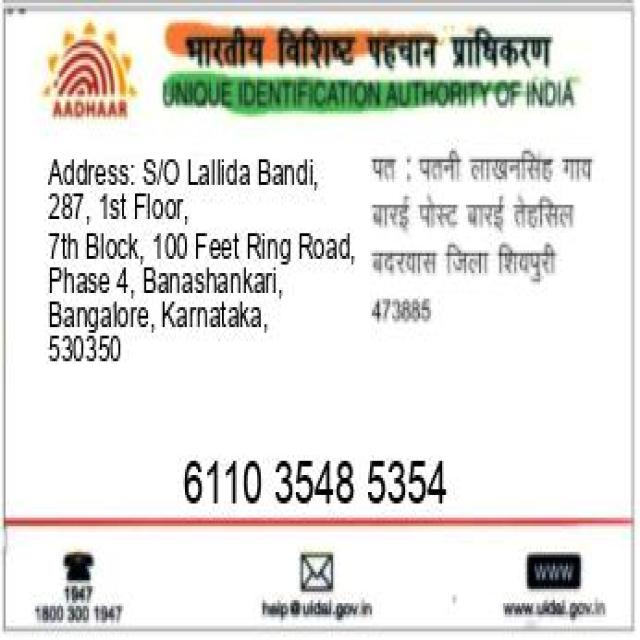 भारतीय विशिष्ट पहचान प्राधिकरण
AADHAAR
UNIQUE IDENTIFICATION AUTHORITY OF INDIA
Address: S/O Lallida Bandi,
287, 1st Floor,
7th Block, 100 Feet Ring Road,
Phase 4, Banashankari,
Bangalore, Karnataka,
530350
पत : पतनी लाखनसिंह गाय
बारई पोस्ट बारई तेहसिल
बदरवास जिला शिवपुरी
473885
6110 3548 5354
1947
1800 300 1947
help@uidai.gov.in
www
www.uidai.gov.in